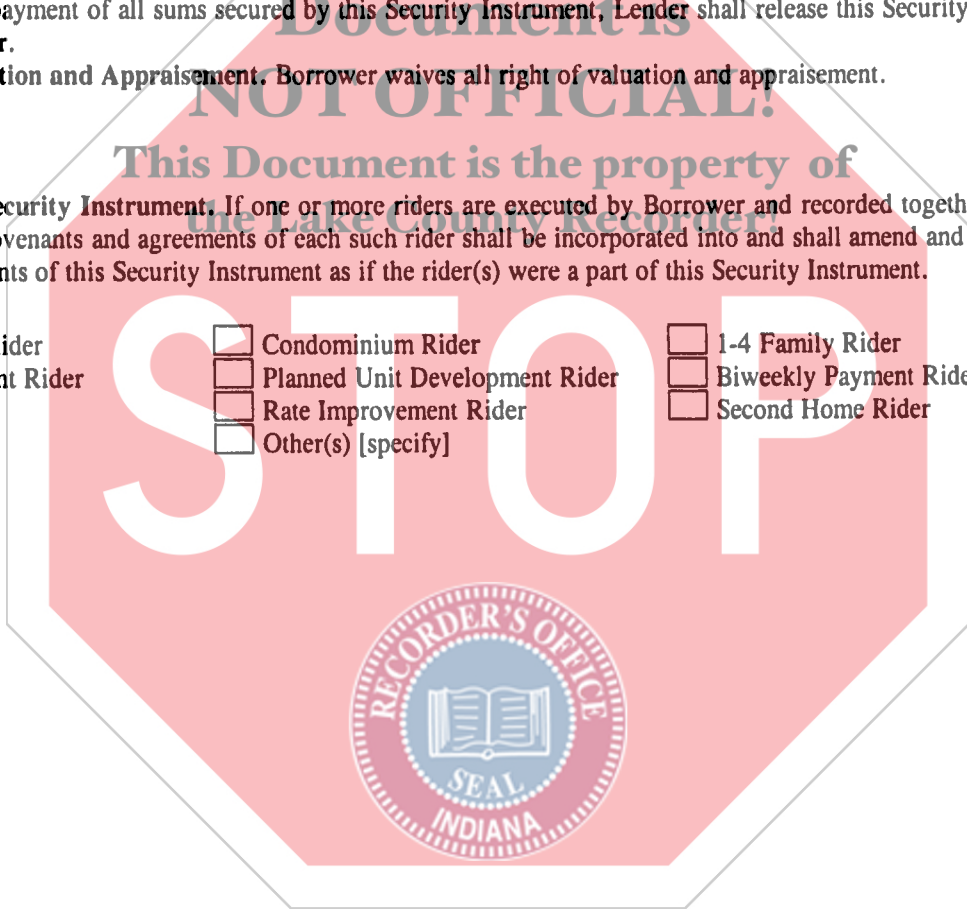 payment of all sums secured by this Security Instrument, Lender shall release this Security
Document is
r.
tion and Appraisement. Borrower waives all right of valuation and appraisement.
NOT OFFICIAL!
This Document is the property of
ecurity Instrument. If one or more riders are executed by Borrower and recorded togeth
the Lake County Recorder!
venants and agreements of each such rider shall be incorporated into and shall amend and
nts of this Security Instrument as if the rider(s) were a part of this Security Instrument.
STOP
ider Condominium Rider 1-4 Family Rider
nt Rider Planned Unit Development Rider Biweekly Payment Ride
Rate Improvement Rider Second Home Rider
Other(s) [specify]
RECORDER'S OFFICE
SEAL
INDIANA